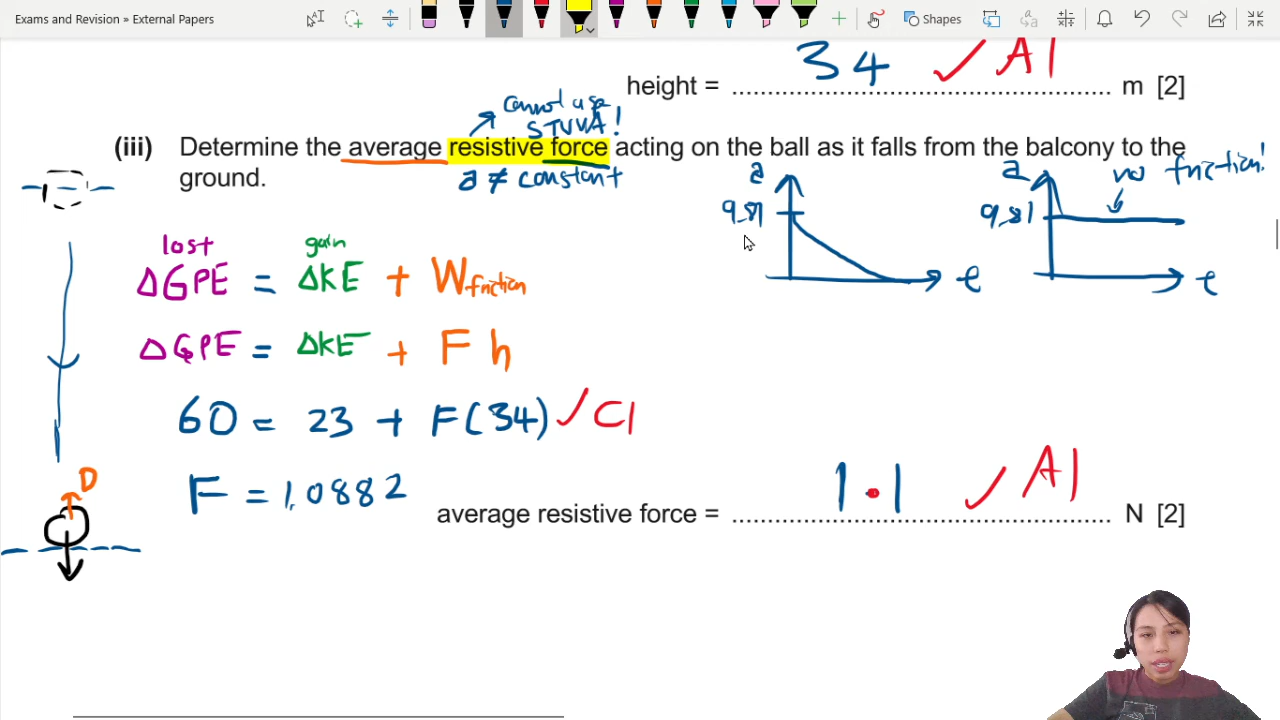 Exams and Revision » External Papers
Shapes
height = 34 ✓ A1 m [2]
cannot use
STUVA!
(iii) Determine the average resistive force acting on the ball as it falls from the balcony to the
ground.
a ≠ constant
a
9.81
t
a
no friction!
9.81
t
lost
gain
ΔGPE = ΔKE + Wfriction
ΔGPE = ΔKE + F h
60 = 23 + F(34) ✓ C1
D
F = 1.0882
average resistive force = 1.1 ✓ A1 N [2]